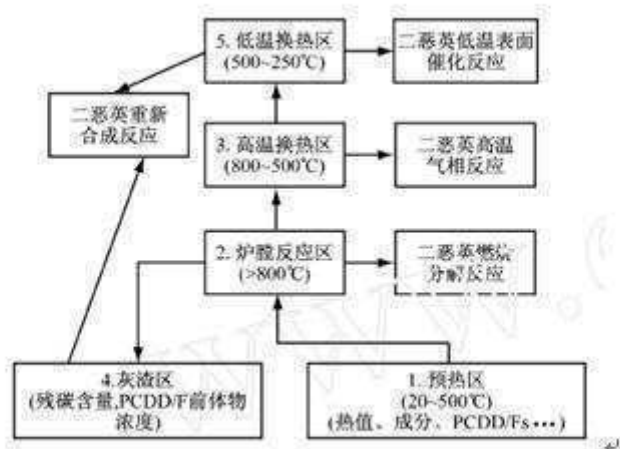 5. 低温换热区
(500~250℃)
二恶英低温表面
催化反应
二恶英重新
合成反应
3. 高温换热区
(800~500℃)
二恶英高温
气相反应
2. 炉膛反应区
(>800℃)
二恶英燃烧
分解反应
4.灰渣区
(残碳含量,PCDD/F前体物
浓度)
1. 预热区
(20~500℃)
(热值、成分、PCDD/Fs•••)